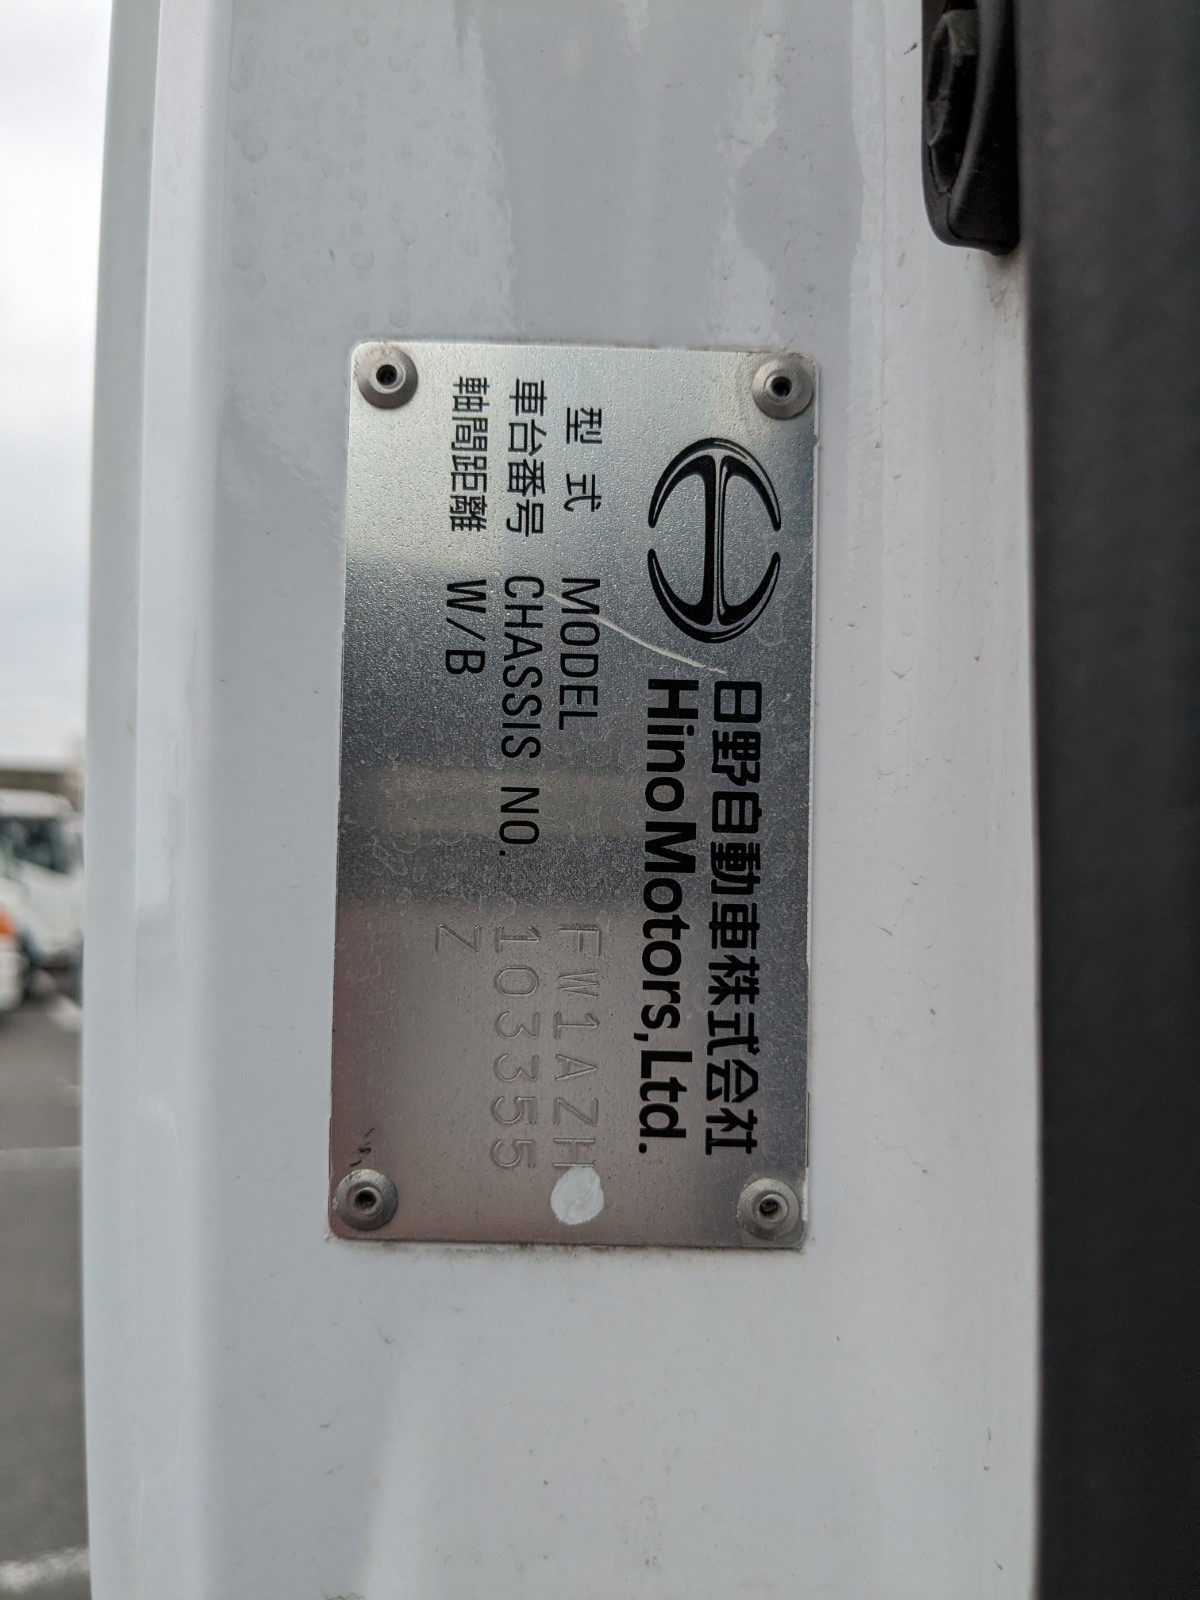 日野自動車株式会社
Hino Motors, Ltd.
型式 MODEL FW1AZH
車台番号 CHASSIS NO. 103355
軸間距離 W/B Z